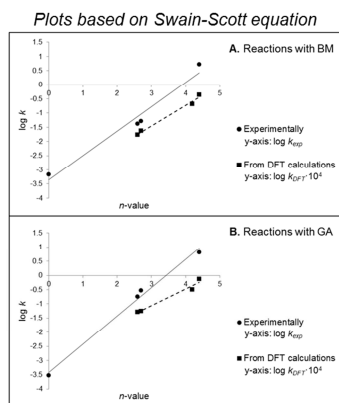 Plots based on Swain-Scott equation
A. Reactions with BM
1.5
1
0.5
0
-0.5
-1
-1.5
-2
-2.5
-3
-3.5
-4
0 1 2 3 4 5
log k
n-value
Experimentally
y-axis: log kexp
From DFT calculations
y-axis: log kDFT·10⁴
B. Reactions with GA
1.5
1
0.5
0
-0.5
-1
-1.5
-2
-2.5
-3
-3.5
-4
0 1 2 3 4 5
log k
n-value
Experimentally
y-axis: log kexp
From DFT calculations
y-axis: log kDFT·10⁴